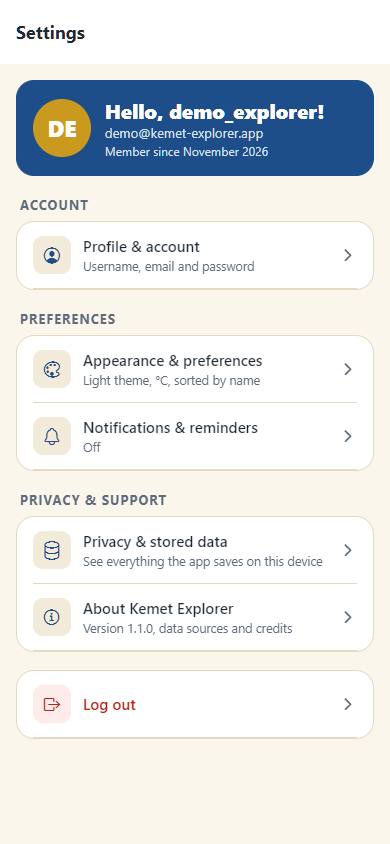 Settings
DE
Hello, demo_explorer!
demo@kemet-explorer.app
Member since November 2026
ACCOUNT
Profile & account
Username, email and password
PREFERENCES
Appearance & preferences
Light theme, °C, sorted by name
Notifications & reminders
Off
PRIVACY & SUPPORT
Privacy & stored data
See everything the app saves on this device
About Kemet Explorer
Version 1.1.0, data sources and credits
Log out